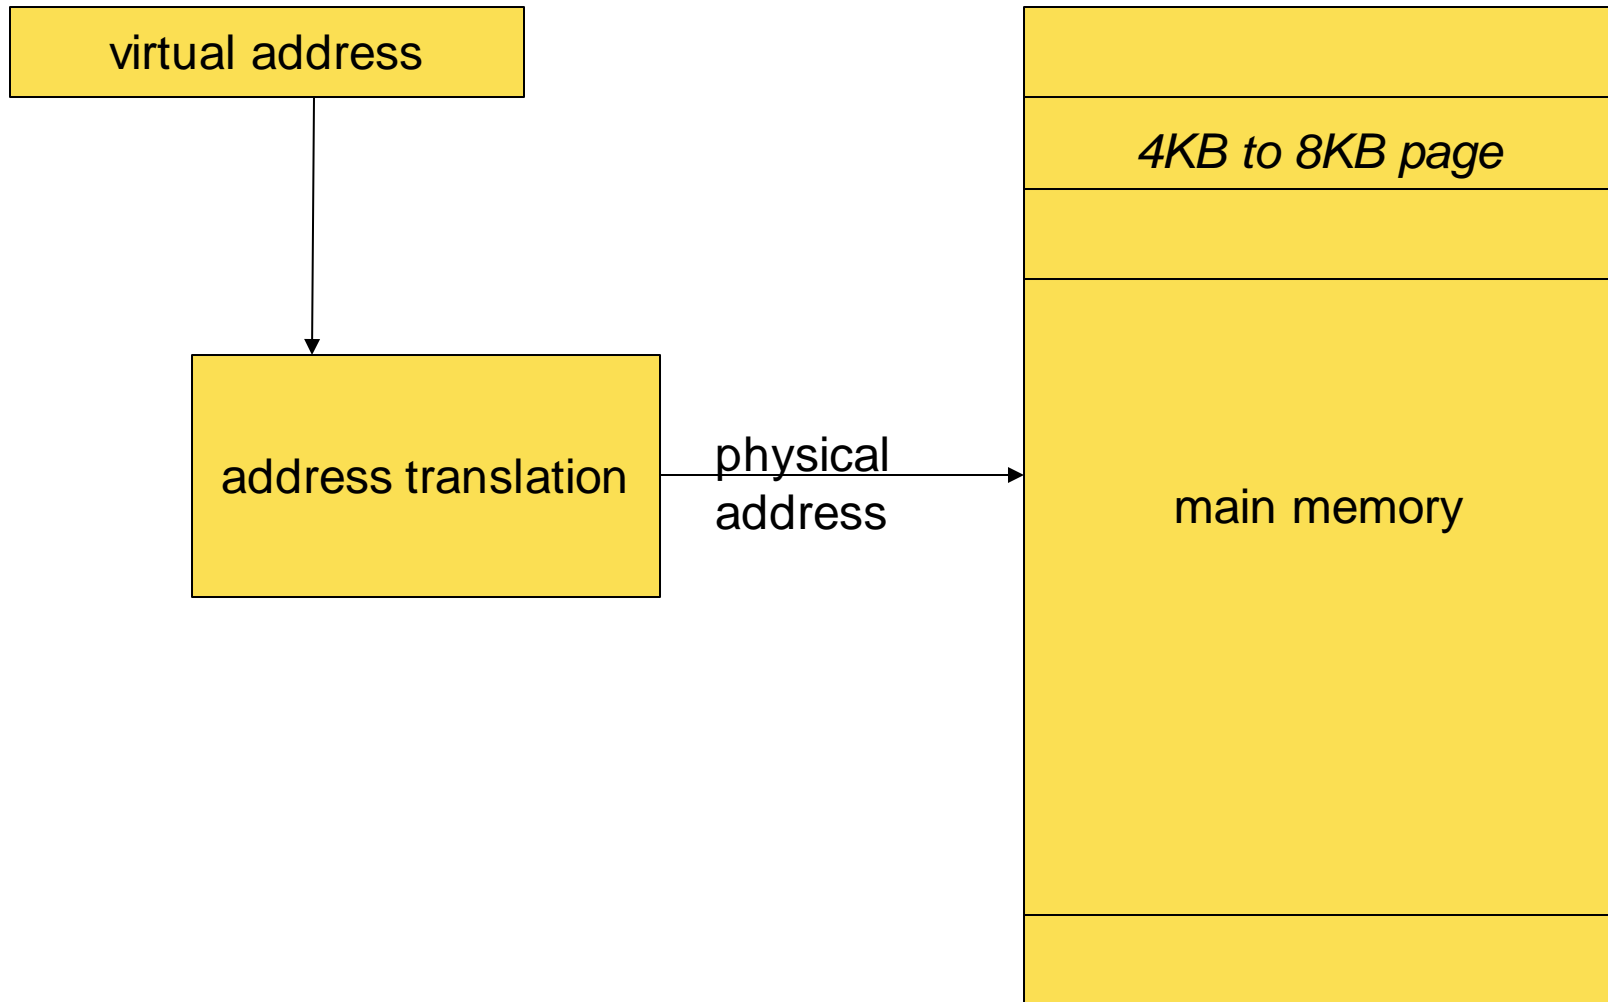 virtual address
4KB to 8KB page
address translation
physical
address
main memory